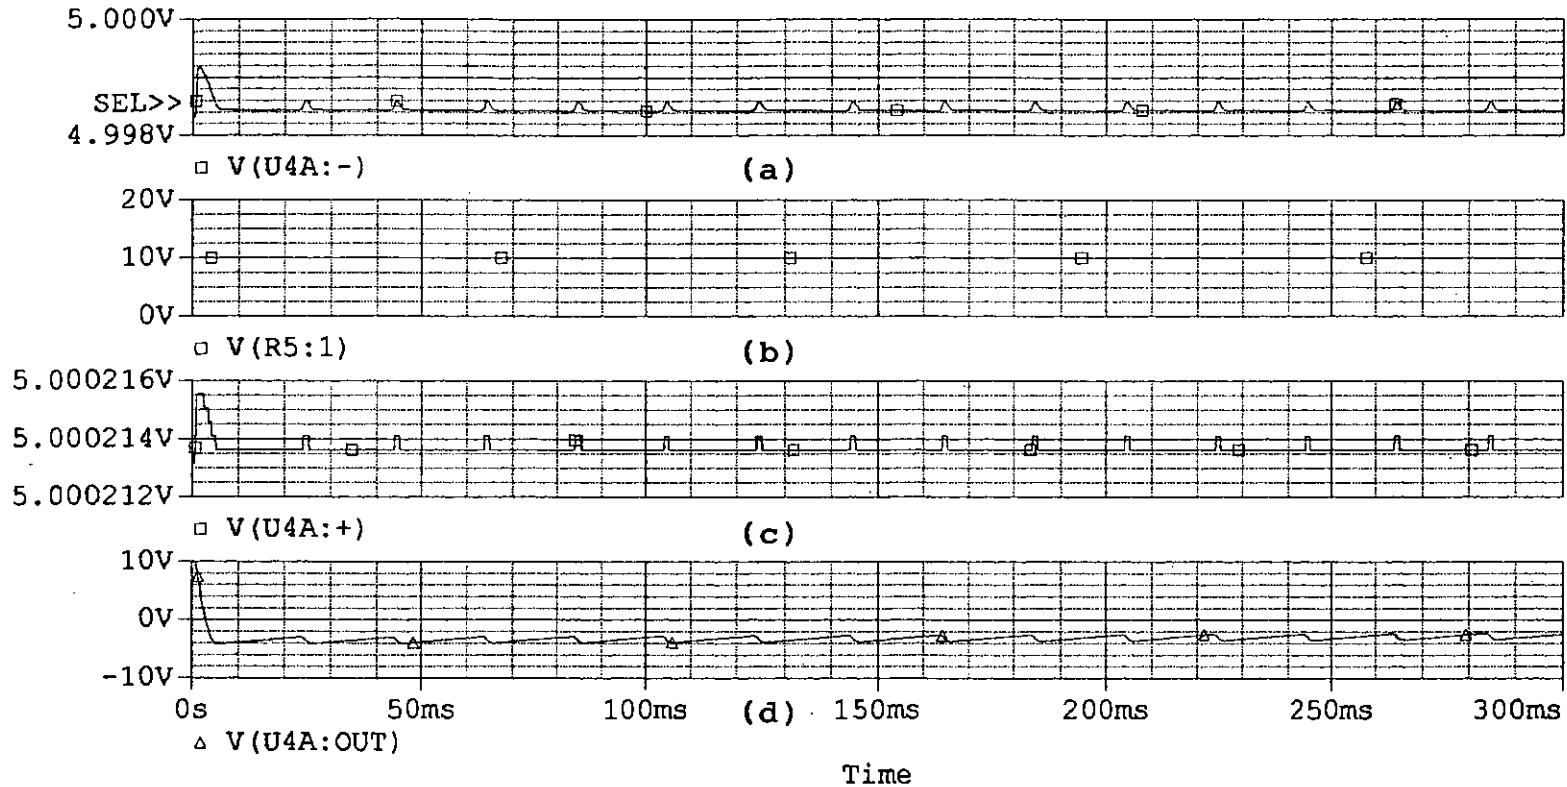 5.000V
SEL>>
4.998V
V(U4A:-)
(a)
20V
10V
0V
V(R5:1)
(b)
5.000216V
5.000214V
5.000212V
V(U4A:+)
(c)
10V
0V
-10V
0s 50ms 100ms (d) 150ms 200ms 250ms 300ms
V(U4A:OUT)
Time